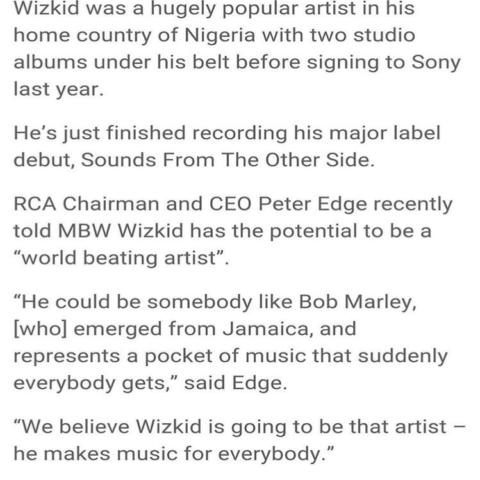 Wizkid was a hugely popular artist in his
home country of Nigeria with two studio
albums under his belt before signing to Sony
last year.
He’s just finished recording his major label
debut, Sounds From The Other Side.
RCA Chairman and CEO Peter Edge recently
told MBW Wizkid has the potential to be a
“world beating artist”.
“He could be somebody like Bob Marley,
[who] emerged from Jamaica, and
represents a pocket of music that suddenly
everybody gets,” said Edge.
“We believe Wizkid is going to be that artist –
he makes music for everybody.”